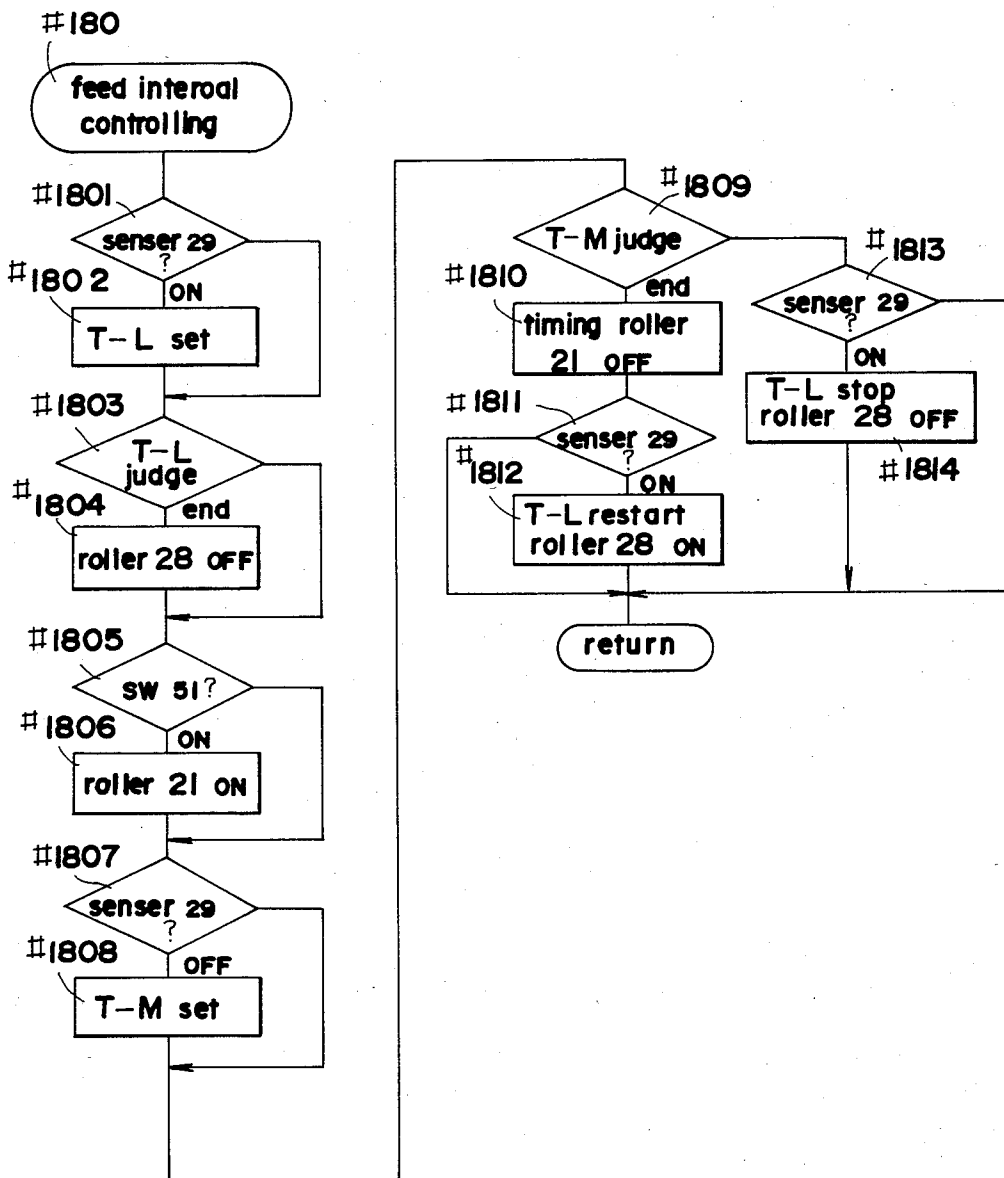 #180
feed interoal
controlling
#1801
senser 29
?
ON
#1802
T-L set
#1803
T-L
judge
end
#1804
roller 28 OFF
#1805
SW 51?
ON
#1806
roller 21 ON
#1807
senser 29
?
OFF
#1808
T-M set
#1809
T-M judge
end
#1810
timing roller
21 OFF
#1811
senser 29
?
ON
#1812
T-L restart
roller 28 ON
#1813
senser 29
?
ON
T-L stop
roller 28 OFF
#1814
return